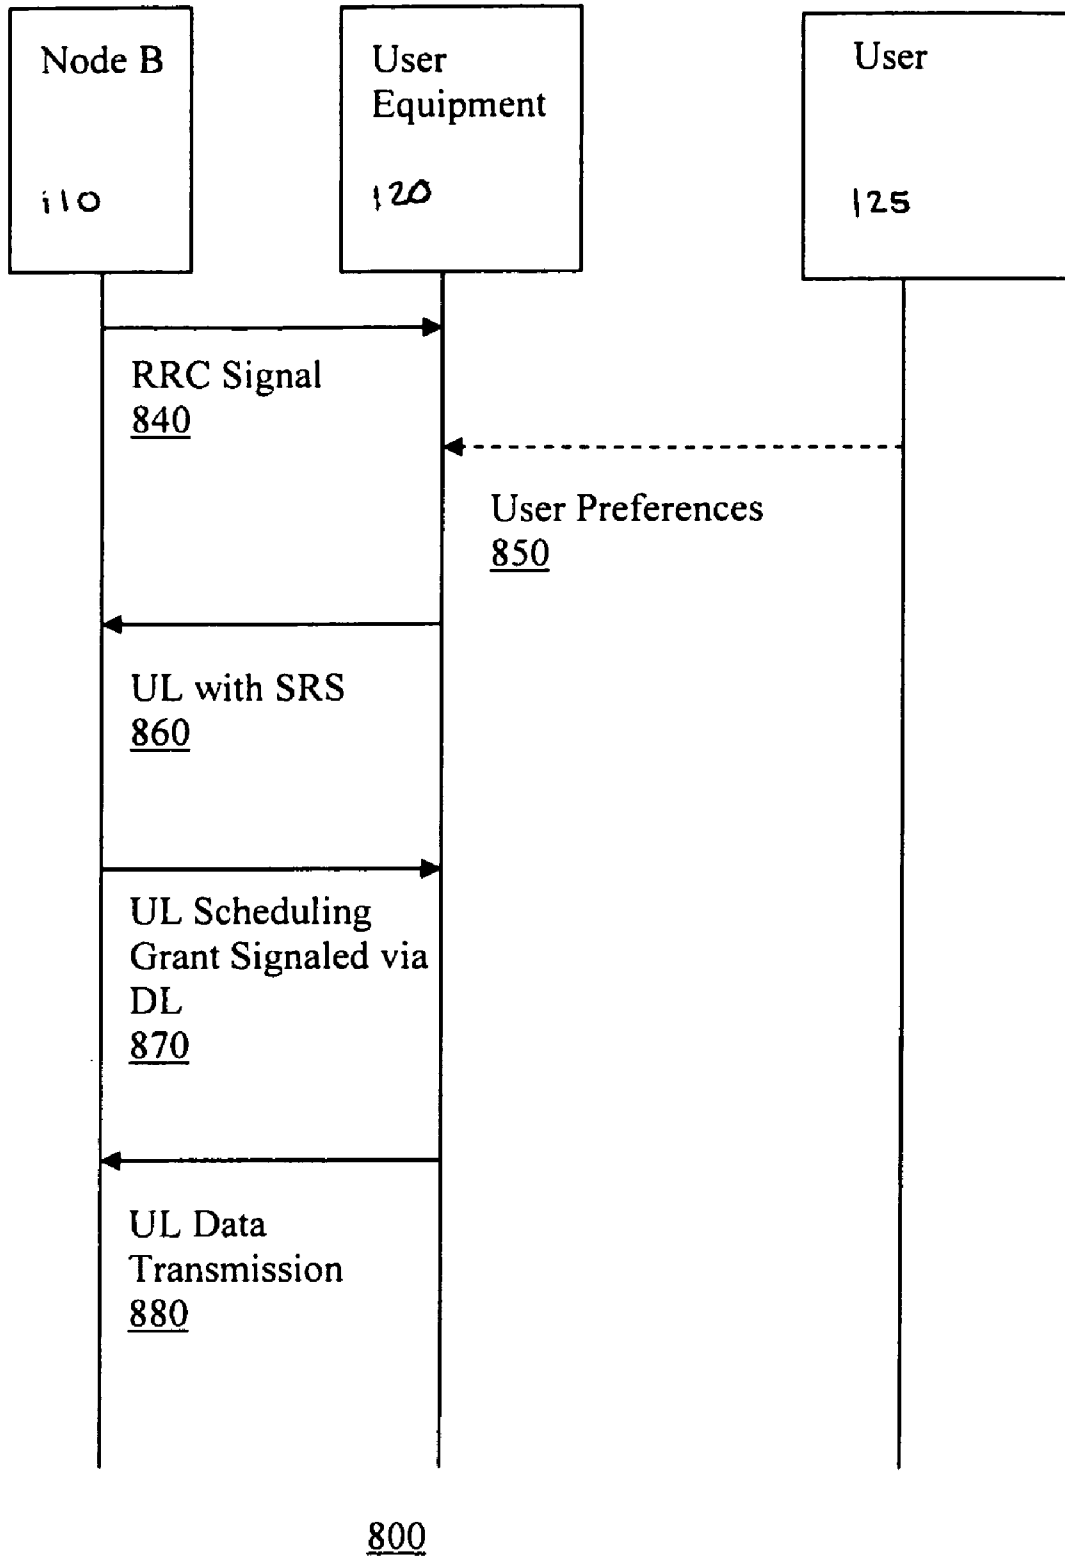 Node B
110
User
Equipment
120
User
125
RRC Signal
840
User Preferences
850
UL with SRS
860
UL Scheduling
Grant Signaled via
DL
870
UL Data
Transmission
880
800